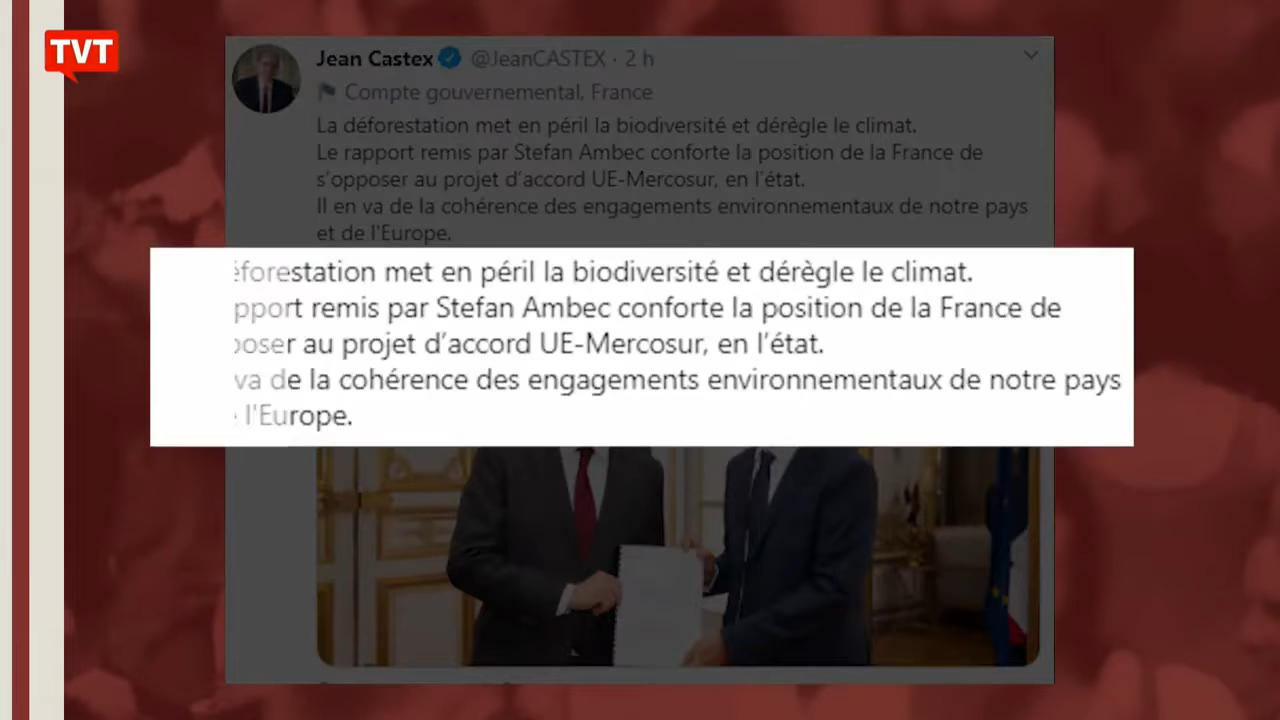 TVT
Jean Castex @JeanCASTEX · 2 h
Compte gouvernemental, France
La déforestation met en péril la biodiversité et dérègle le climat.
Le rapport remis par Stefan Ambec conforte la position de la France de
s'opposer au projet d'accord UE-Mercosur, en l'état.
Il en va de la cohérence des engagements environnementaux de notre pays
et de l'Europe.
éforestation met en péril la biodiversité et dérègle le climat.
pport remis par Stefan Ambec conforte la position de la France de
poser au projet d'accord UE-Mercosur, en l'état.
va de la cohérence des engagements environnementaux de notre pays
l'Europe.